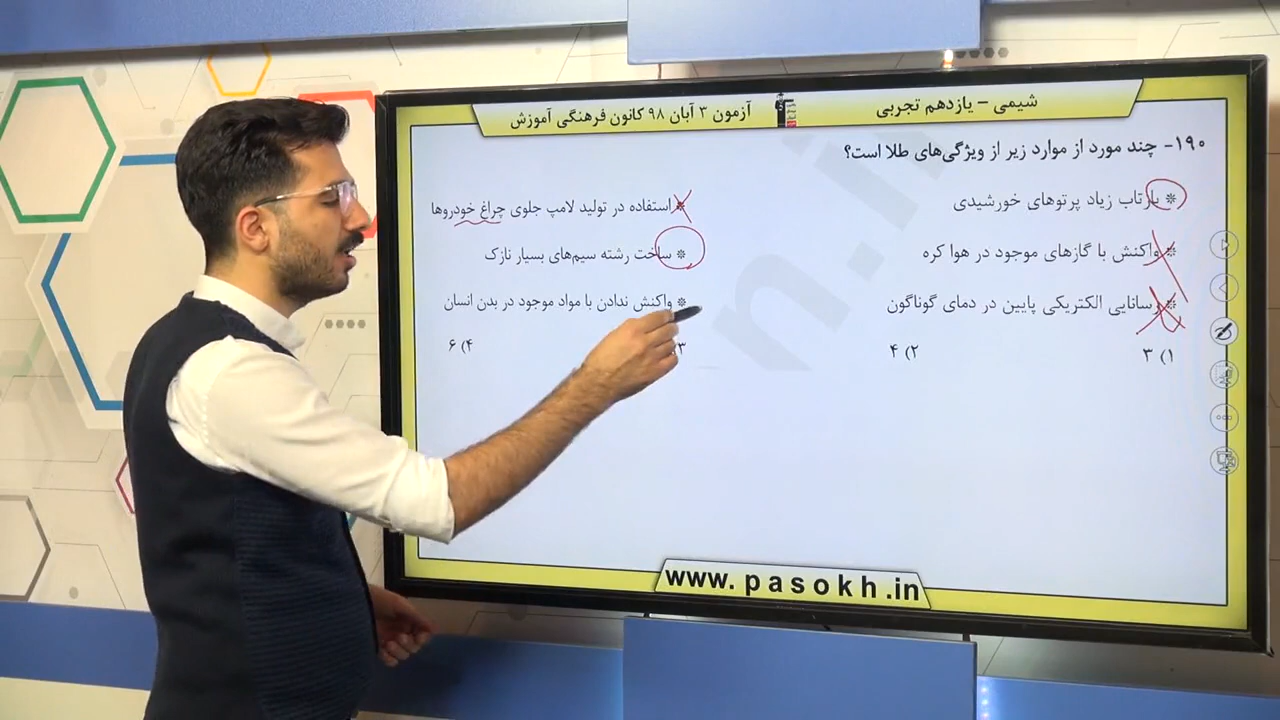 شیمی - یازدهم تجربی
آزمون ۳ آبان ۹۸ کانون فرهنگی آموزش
۱۹۰- چند مورد از موارد زیر از ویژگی‌های طلا است؟
* بازتاب زیاد پرتوهای خورشیدی
* استفاده در تولید لامپ جلوی چراغ خودروها
* واکنش با گازهای موجود در هوا کره
* ساخت رشته سیم‌های بسیار نازک
* رسانایی الکتریکی پایین در دمای گوناگون
* واکنش ندادن با مواد موجود در بدن انسان
۱) ۳
۲) ۴
۳
۴) ۶
www.pasokh.in